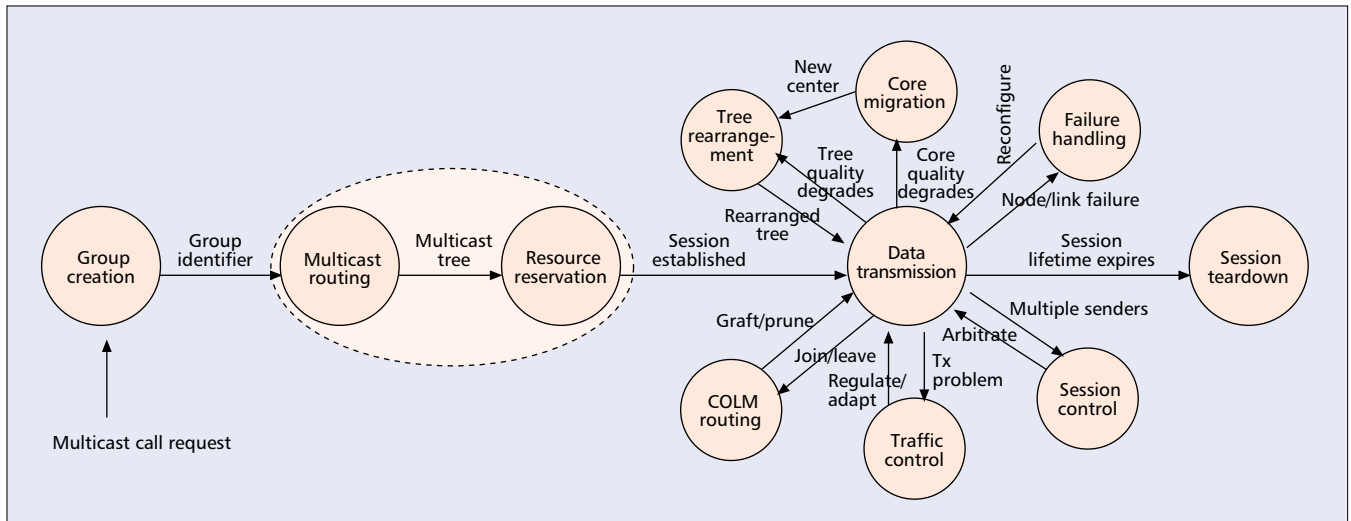 Group
creation
Multicast call request
Group
identifier
Multicast
routing
Multicast
tree
Resource
reservation
Session
established
Tree
rearrange-
ment
New
center
Core
migration
Tree
quality
degrades
Rearranged
tree
Core
quality
degrades
Reconfigure
Failure
handling
Node/link failure
Data
transmission
Session
lifetime expires
Session
teardown
Graft/prune
Join/leave
COLM
routing
Regulate/
adapt
Tx
problem
Traffic
control
Multiple senders
Arbitrate
Session
control